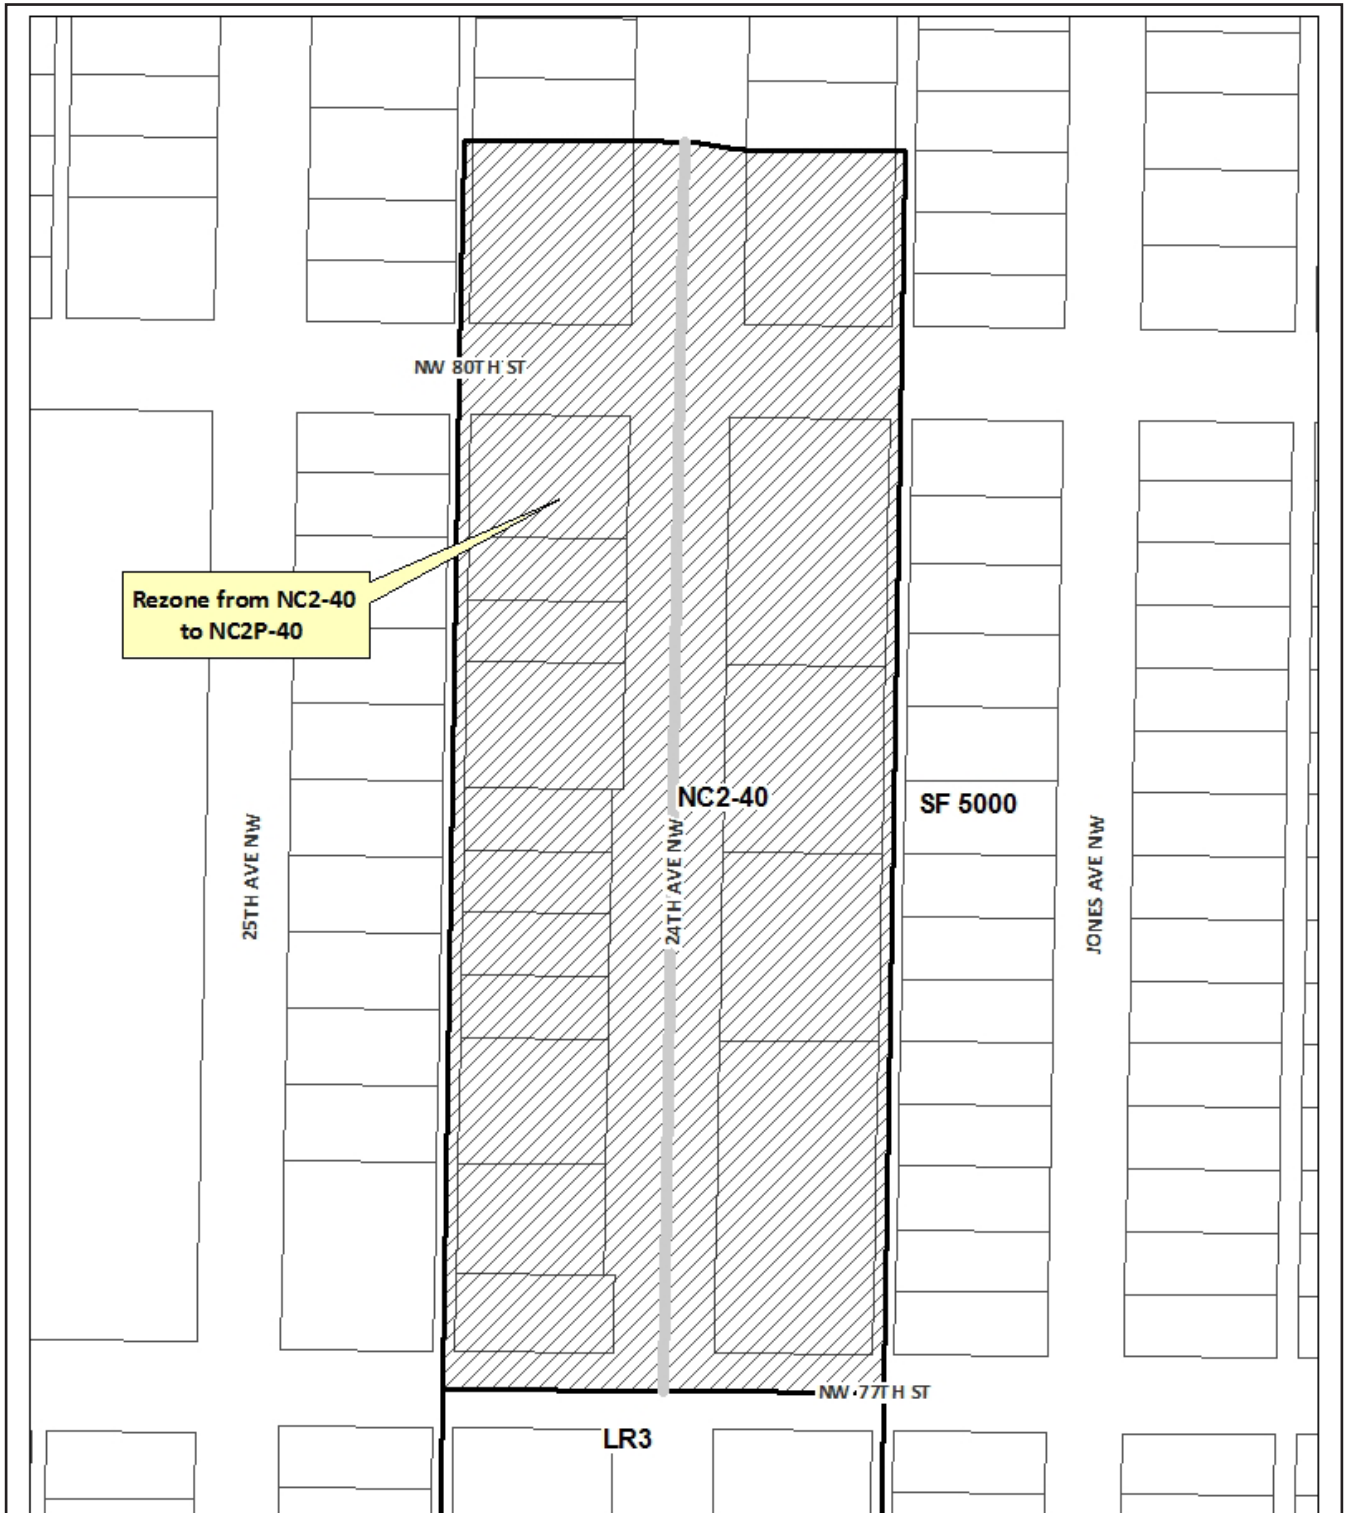 NW 80TH ST
Rezone from NC2-40
to NC2P-40
NC2-40
SF 5000
25TH AVE NW
24TH AVE NW
JONES AVE NW
NW 77TH ST
LR3